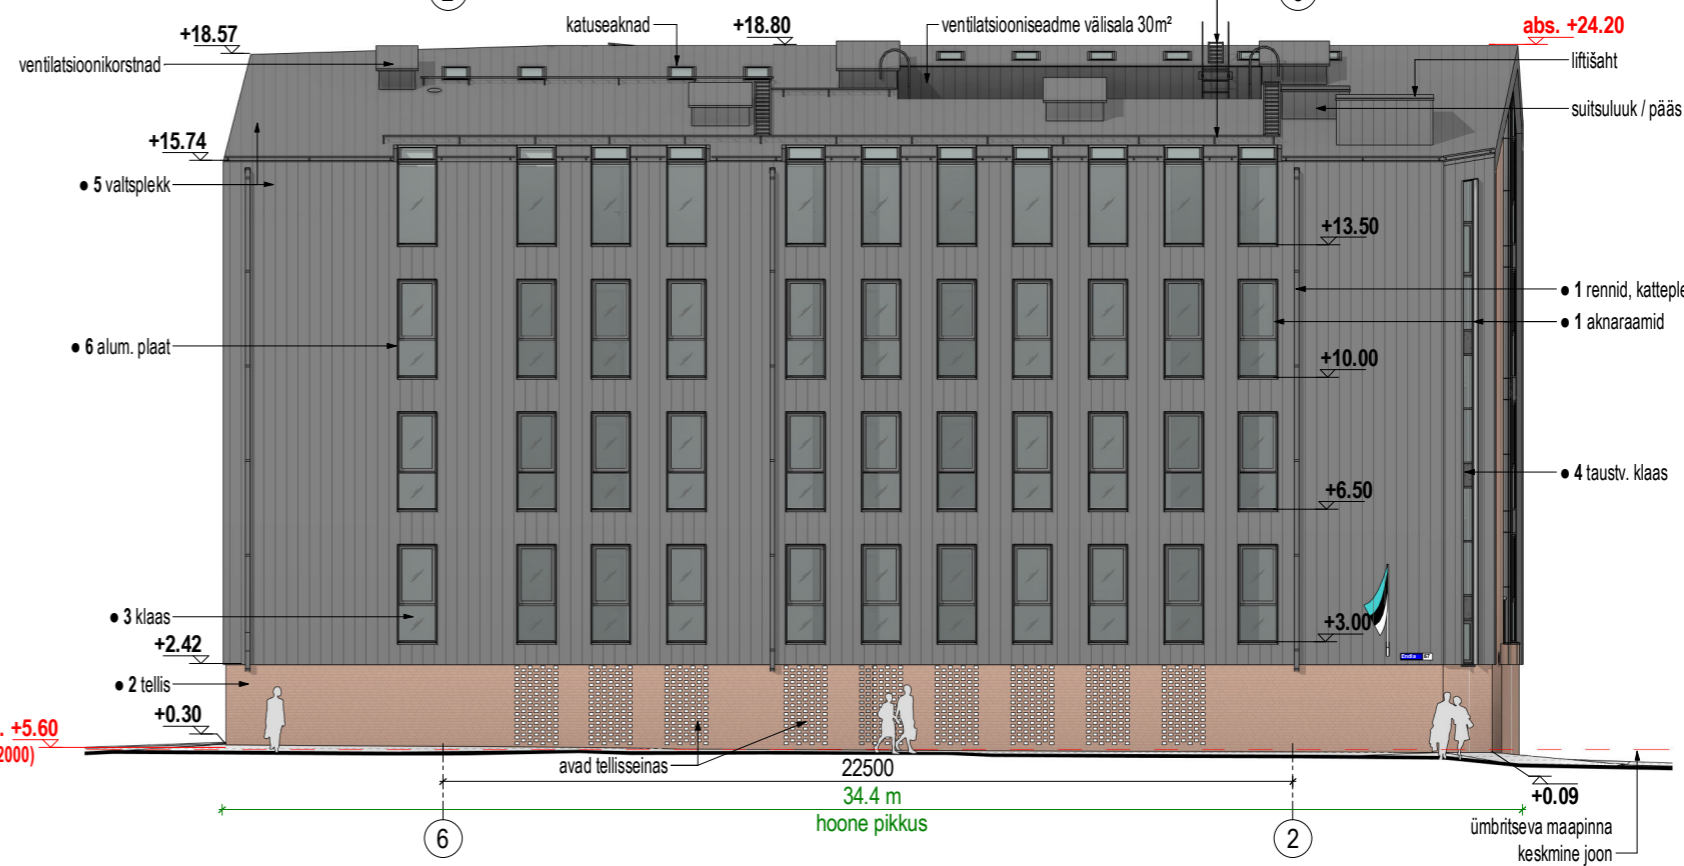 +18.57
katuseaknad
+18.80
ventilatsiooniseadme välisala 30m²
abs. +24.20
ventilatsioonikorstnad
liftišaht
suitsuluuk / pääs
+15.74
● 5 valtsplekk
+13.50
● 1 rennid, katteple
● 1 aknaraamid
● 6 alum. plaat
+10.00
+6.50
● 4 taustv. klaas
● 3 klaas
+3.00
+2.42
Endla 67
● 2 tellis
+0.30
+5.60
2000)
avad tellisseinas
22500
34.4 m
hoone pikkus
+0.09
ümbritseva maapinna
keskmine joon
6
2